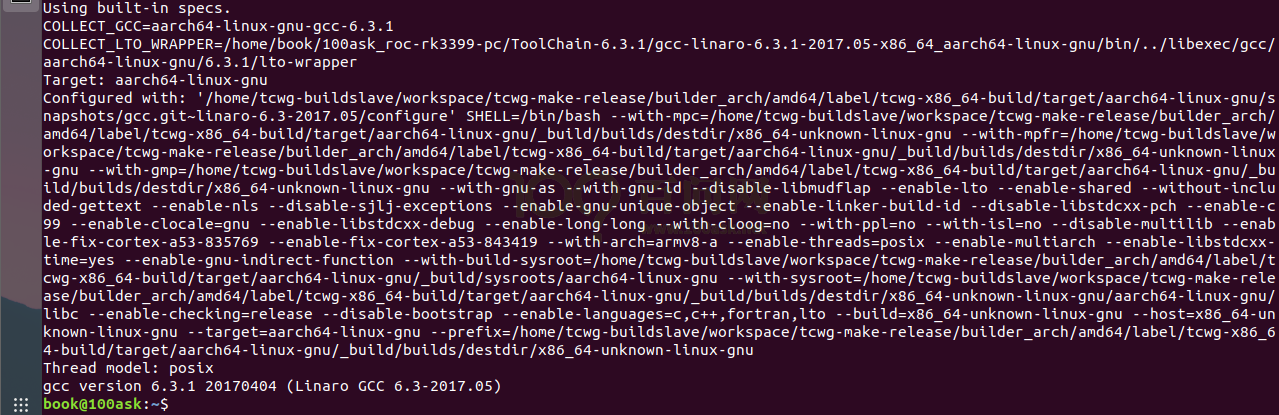 Using built-in specs.
COLLECT_GCC=aarch64-linux-gnu-gcc-6.3.1
COLLECT_LTO_WRAPPER=/home/book/100ask_roc-rk3399-pc/ToolChain-6.3.1/gcc-linaro-6.3.1-2017.05-x86_64_aarch64-linux-gnu/bin/../libexec/gcc/
aarch64-linux-gnu/6.3.1/lto-wrapper
Target: aarch64-linux-gnu
Configured with: '/home/tcwg-buildslave/workspace/tcwg-make-release/builder_arch/amd64/label/tcwg-x86_64-build/target/aarch64-linux-gnu/s
napshots/gcc.git~linaro-6.3-2017.05/configure' SHELL=/bin/bash --with-mpc=/home/tcwg-buildslave/workspace/tcwg-make-release/builder_arch/
amd64/label/tcwg-x86_64-build/target/aarch64-linux-gnu/_build/builds/destdir/x86_64-unknown-linux-gnu --with-mpfr=/home/tcwg-buildslave/w
orkspace/tcwg-make-release/builder_arch/amd64/label/tcwg-x86_64-build/target/aarch64-linux-gnu/_build/builds/destdir/x86_64-unknown-linux
-gnu --with-gmp=/home/tcwg-buildslave/workspace/tcwg-make-release/builder_arch/amd64/label/tcwg-x86_64-build/target/aarch64-linux-gnu/_bu
ild/builds/destdir/x86_64-unknown-linux-gnu --with-gnu-as --with-gnu-ld --disable-libmudflap --enable-lto --enable-shared --without-inclu
ded-gettext --enable-nls --disable-sjlj-exceptions --enable-gnu-unique-object --enable-linker-build-id --disable-libstdcxx-pch --enable-c
99 --enable-clocale=gnu --enable-libstdcxx-debug --enable-long-long --with-cloog=no --with-ppl=no --with-isl=no --disable-multilib --enab
le-fix-cortex-a53-835769 --enable-fix-cortex-a53-843419 --with-arch=armv8-a --enable-threads=posix --enable-multiarch --enable-libstdcxx-
time=yes --enable-gnu-indirect-function --with-build-sysroot=/home/tcwg-buildslave/workspace/tcwg-make-release/builder_arch/amd64/label/t
cwg-x86_64-build/target/aarch64-linux-gnu/_build/sysroots/aarch64-linux-gnu --with-sysroot=/home/tcwg-buildslave/workspace/tcwg-make-rele
ase/builder_arch/amd64/label/tcwg-x86_64-build/target/aarch64-linux-gnu/_build/builds/destdir/x86_64-unknown-linux-gnu/aarch64-linux-gnu/
libc --enable-checking=release --disable-bootstrap --enable-languages=c,c++,fortran,lto --build=x86_64-unknown-linux-gnu --host=x86_64-un
known-linux-gnu --target=aarch64-linux-gnu --prefix=/home/tcwg-buildslave/workspace/tcwg-make-release/builder_arch/amd64/label/tcwg-x86_6
4-build/target/aarch64-linux-gnu/_build/builds/destdir/x86_64-unknown-linux-gnu
Thread model: posix
gcc version 6.3.1 20170404 (Linaro GCC 6.3-2017.05)
book@100ask:~$